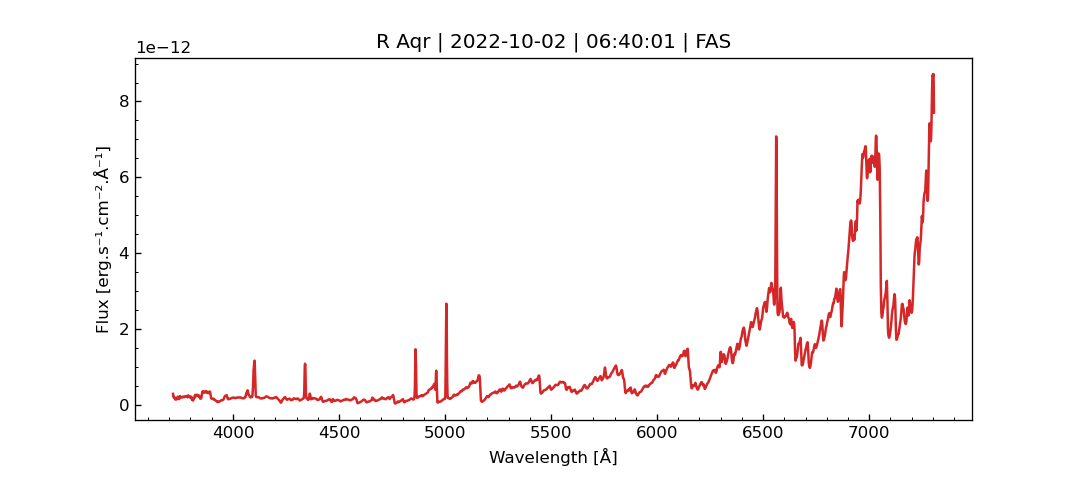 R Aqr | 2022-10-02 | 06:40:01 | FAS
1e−12
8
6
4
2
0
Flux [erg.s⁻¹.cm⁻².Å⁻¹]
4000 4500 5000 5500 6000 6500 7000
Wavelength [Å]